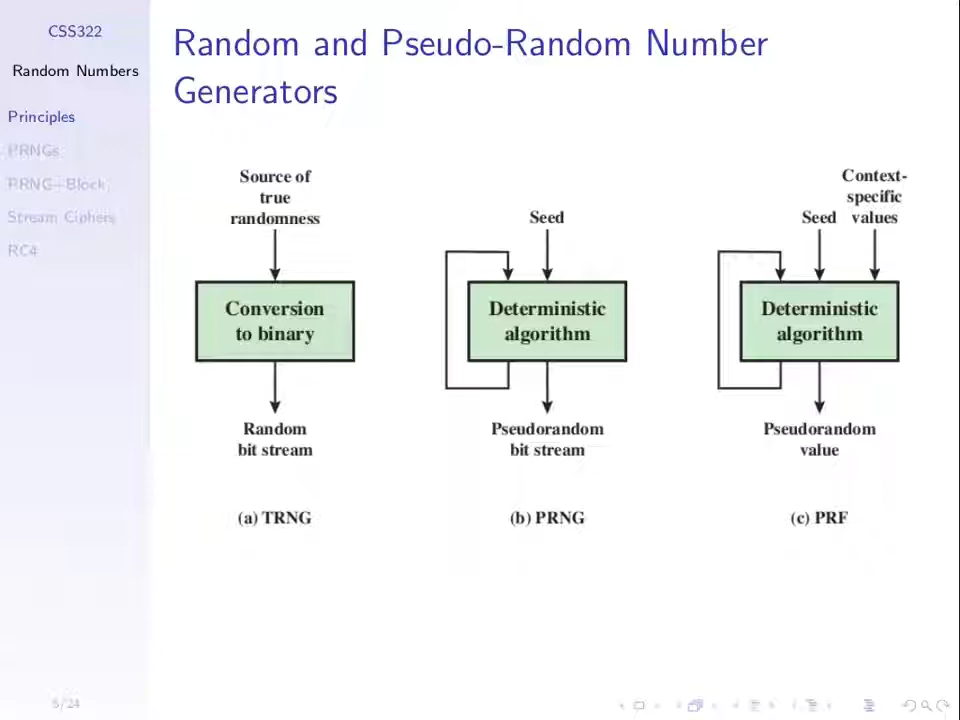 CSS322
Random Numbers
Principles
PRNGs
PRNG–Block
Stream Ciphers
RC4
Random and Pseudo-Random Number
Generators
Source of
true
randomness
Conversion
to binary
Random
bit stream
(a) TRNG
Seed
Deterministic
algorithm
Pseudorandom
bit stream
(b) PRNG
Context-
specific
Seed values
Deterministic
algorithm
Pseudorandom
value
(c) PRF